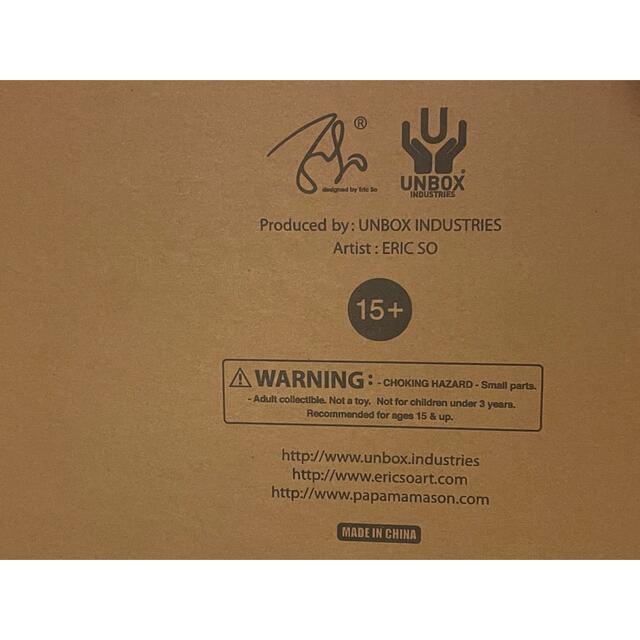 ®
designed by Eric So
U
UNBOX®
INDUSTRIES
Produced by: UNBOX INDUSTRIES
Artist : ERIC SO
15+
WARNING: - CHOKING HAZARD - Small parts.
- Adult collectible. Not a toy. Not for children under 3 years.
Recommended for ages 15 & up.
http://www.unbox.industries
http://www.ericsoart.com
http://www.papamamason.com
MADE IN CHINA